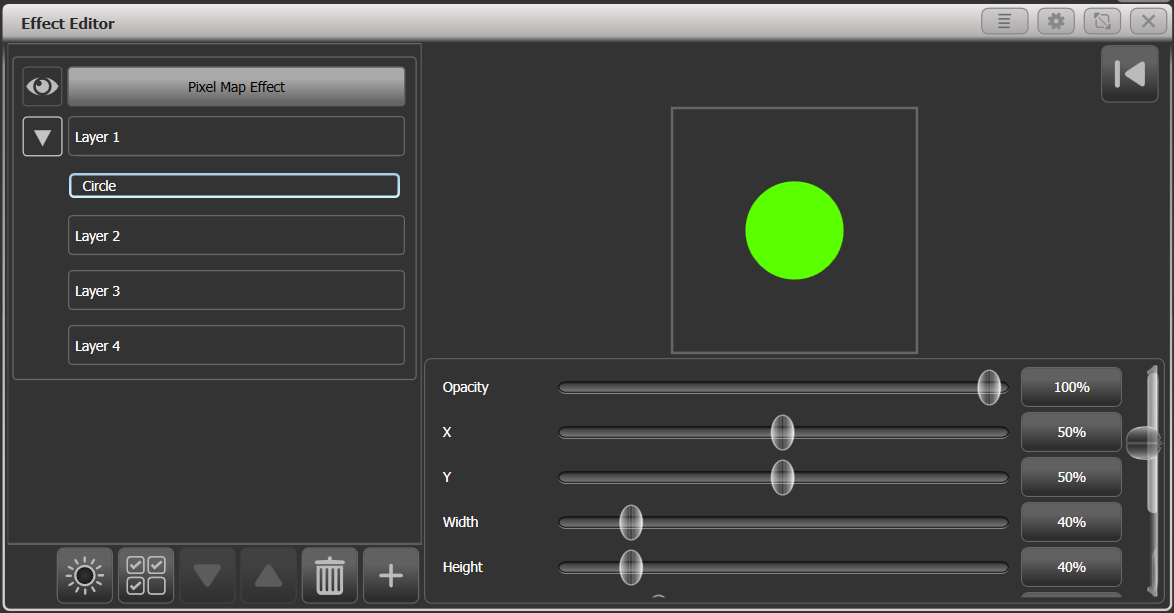 Effect Editor
Pixel Map Effect
Layer 1
Circle
Layer 2
Layer 3
Layer 4
Opacity 100%
X 50%
Y 50%
Width 40%
Height 40%